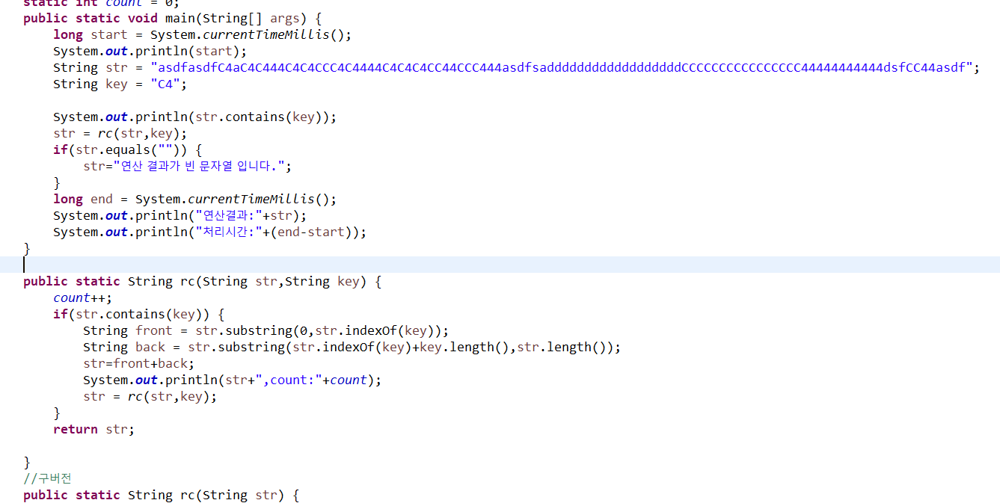 static int count = 0;
public static void main(String[] args) {
long start = System.currentTimeMillis();
System.out.println(start);
String str = "asdfasdfC4aC4C444C4C4CCC4C4444C4C4C4CC44CCC444asdfsaddddddddddddddddddCCCCCCCCCCCCCCCC44444444444dsfCC44asdf";
String key = "C4";
System.out.println(str.contains(key));
str = rc(str,key);
if(str.equals("")) {
str="연산 결과가 빈 문자열 입니다.";
}
long end = System.currentTimeMillis();
System.out.println("연산결과:"+str);
System.out.println("처리시간:"+(end-start));
}
public static String rc(String str,String key) {
count++;
if(str.contains(key)) {
String front = str.substring(0,str.indexOf(key));
String back = str.substring(str.indexOf(key)+key.length(),str.length());
str=front+back;
System.out.println(str+",count:"+count);
str = rc(str,key);
}
return str;
}
//구버전
public static String rc(String str) {